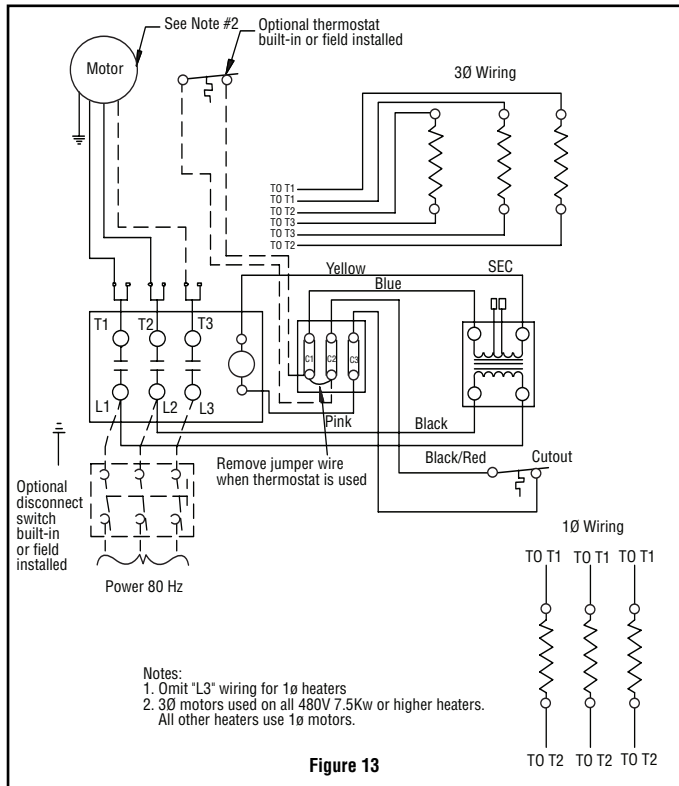 See Note #2
Optional thermostat
built-in or field installed
Motor
3Ø Wiring
TO T1
TO T1
TO T2
TO T3
TO T3
TO T2
Yellow
SEC
Blue
T1 T2 T3
C1 C2 C3
L1 L2 L3
Pink
Black
Remove jumper wire
when thermostat is used
Black/Red
Cutout
Optional
disconnect
switch
built-in
or field
installed
Power 80 Hz
1Ø Wiring
TO T1 TO T1 TO T1
TO T2 TO T2 TO T2
Notes:
1. Omit "L3" wiring for 1ø heaters
2. 3Ø motors used on all 480V 7.5Kw or higher heaters.
All other heaters use 1ø motors.
Figure 13